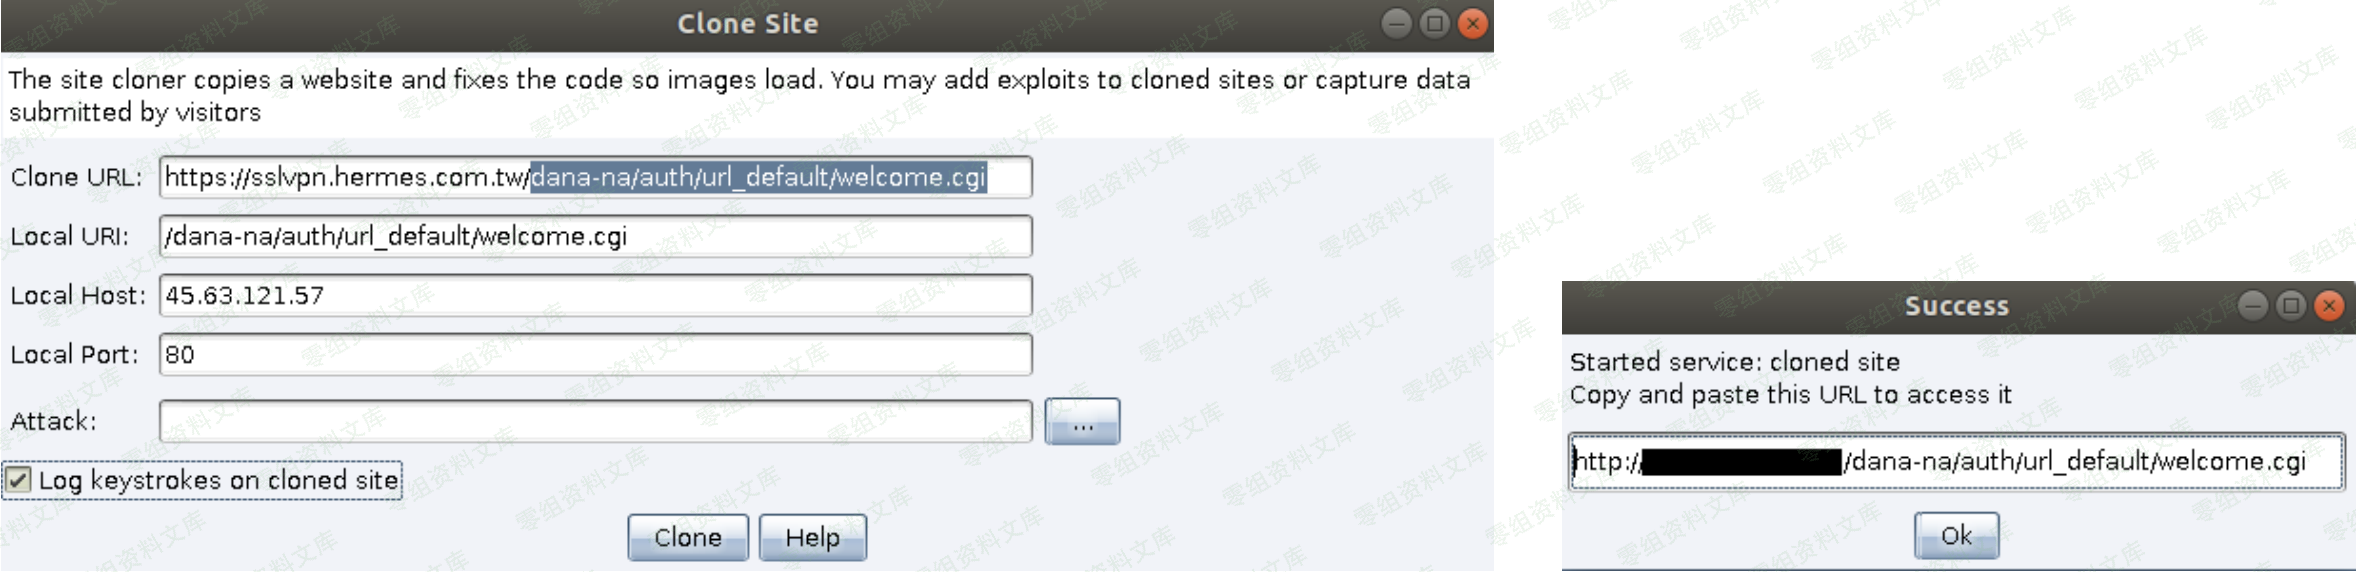 Clone Site
The site cloner copies a website and fixes the code so images load. You may add exploits to cloned sites or capture data
submitted by visitors
Clone URL: https://sslvpn.hermes.com.tw/dana-na/auth/url_default/welcome.cgi
Local URI: /dana-na/auth/url_default/welcome.cgi
Local Host: 45.63.121.57
Local Port: 80
Attack:
...
Log keystrokes on cloned site
Clone Help
Success
Started service: cloned site
Copy and paste this URL to access it
http:// /dana-na/auth/url_default/welcome.cgi
Ok
零组资料文库